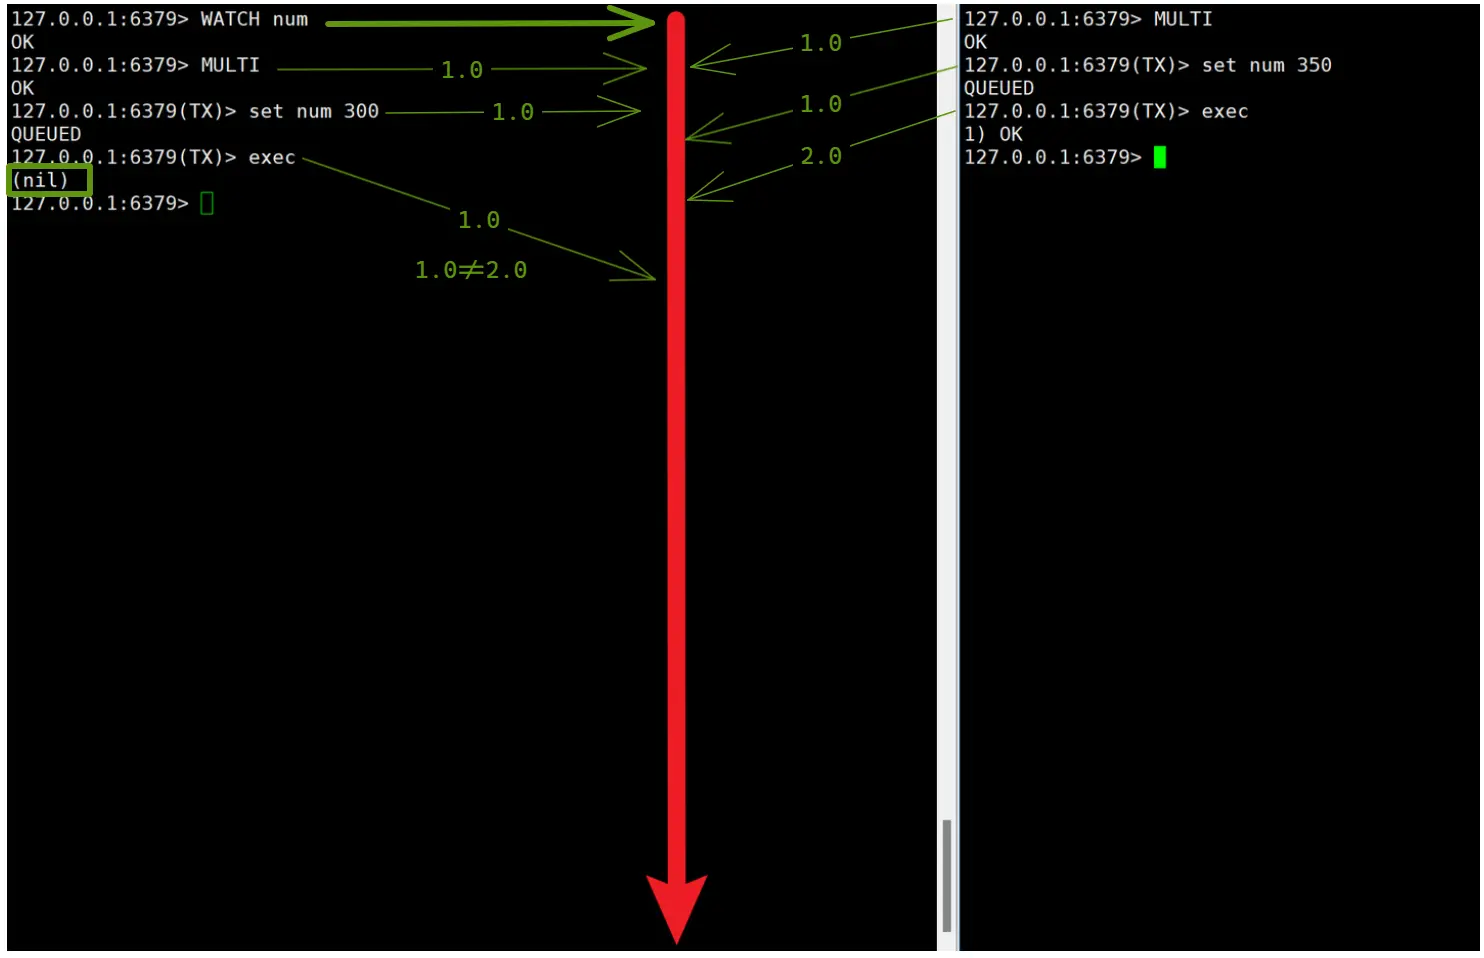 127.0.0.1:6379> WATCH num
OK
127.0.0.1:6379> MULTI
1.0
OK
127.0.0.1:6379(TX)> set num 300
1.0
QUEUED
127.0.0.1:6379(TX)> exec
(nil)
127.0.0.1:6379>
1.0
1.0≠2.0
1.0
1.0
2.0
127.0.0.1:6379> MULTI
OK
127.0.0.1:6379(TX)> set num 350
QUEUED
127.0.0.1:6379(TX)> exec
1) OK
127.0.0.1:6379>